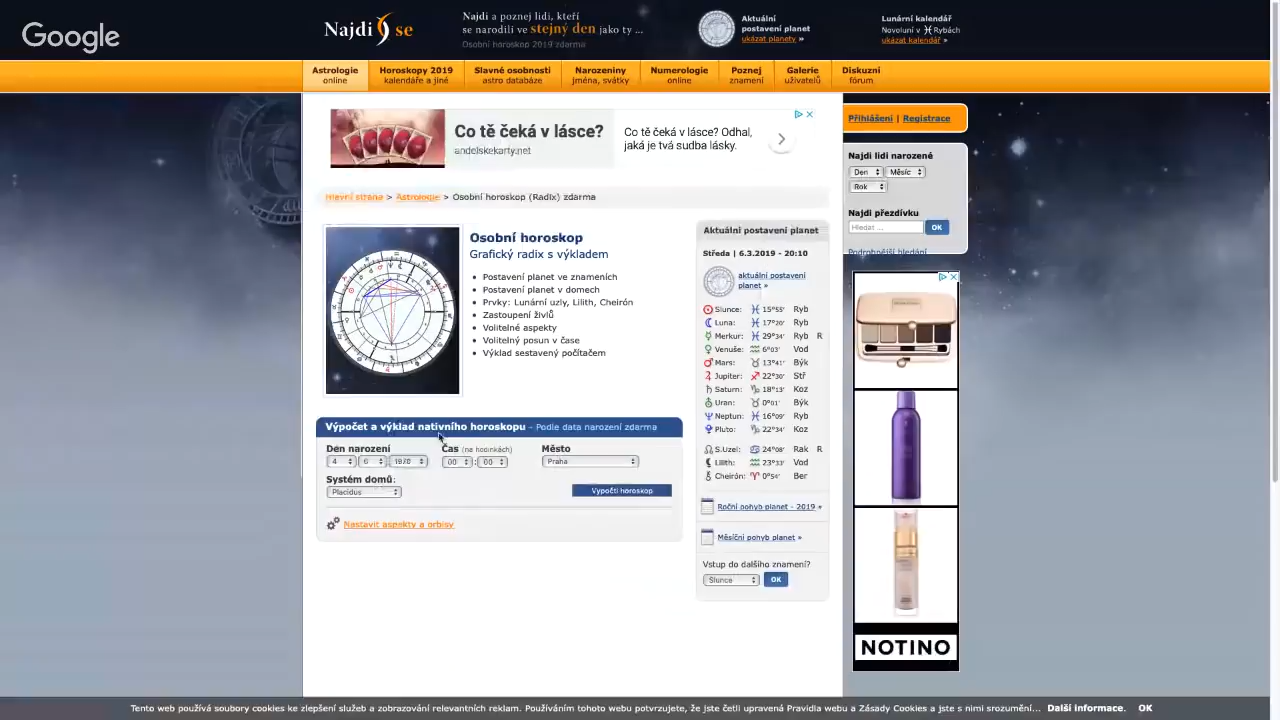 Google
Najdi se
Najdi a poznej lidi, kteří
se narodili ve stejný den jako ty ...
Osobní horoskop 2019 zdarma
Aktuální
postavení planet
ukázat planety »
Lunární kalendář
Novoluní v ♓ Rybách
ukázat kalendář »
Astrologie
online
Horoskopy 2019
kalendáře a jiné
Slavné osobnosti
astro databáze
Narozeniny
jména, svátky
Numerologie
online
Poznej
znamení
Galerie
uživatelů
Diskuzní
fórum
Co tě čeká v lásce?
andelskekarty.net
Co tě čeká v lásce? Odhal,
jaká je tvá sudba lásky.
Přihlášení | Registrace
Najdi lidi narozené
Den Měsíc
Rok
Najdi přezdívku
Hledat ... OK
Podrobnější hledání
Hlavní strana > Astrologie > Osobní horoskop (Radix) zdarma
Osobní horoskop
Grafický radix s výkladem
• Postavení planet ve znameních
• Postavení planet v domech
• Prvky: Lunární uzly, Lilith, Cheirón
• Zastoupení živlů
• Volitelné aspekty
• Volitelný posun v čase
• Výklad sestavený počítačem
Aktuální postavení planet
Středa | 6.3.2019 - 20:10
aktuální postavení
planet »
Slunce: ♓ 15°55' Ryb
Luna: ♓ 17°20' Ryb
Merkur: ♓ 29°34' Ryb R
Venuše: ♒ 6°03' Vod
Mars: ♉ 13°41' Býk
Jupiter: ♐ 22°30' Stř
Saturn: ♑ 18°13' Koz
Uran: ♉ 0°01' Býk
Neptun: ♓ 16°09' Ryb
Pluto: ♑ 22°34' Koz
S.Uzel: ♋ 24°08' Rak R
Lilith: ♒ 23°33' Vod
Cheirón: ♈ 0°54' Ber
Roční pohyb planet - 2019 »
Měsíční pohyb planet »
Vstup do dalšího znamení?
Slunce OK
Výpočet a výklad nativního horoskopu - Podle data narození zdarma
Den narození Čas (na hodinkách) Město
4 6 1970 00 : 00 Praha
Systém domů:
Placidus Vypočti horoskop
Nastavit aspekty a orbisy
NOTINO
Tento web používá soubory cookies ke zlepšení služeb a zobrazování relevantních reklam. Používáním tohoto webu potvrzujete, že jste četli upravená Pravidla webu a Zásady Cookies a jste s nimi srozumění... Další informace. OK